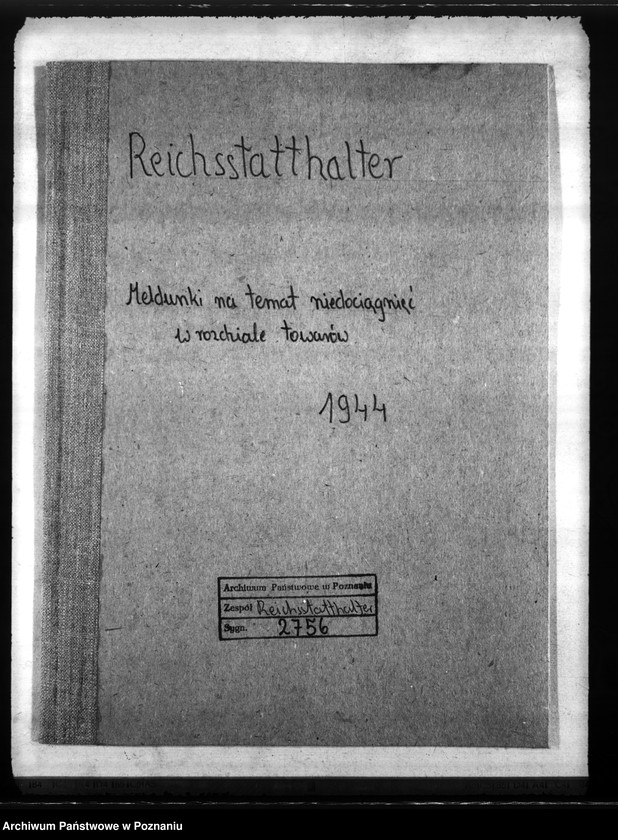 Reichsstatthalter
Meldunki na temat niedociągnięć
w rozdziale towarów
1944
Archiwum Państwowe w Poznaniu
Zespół Reichsstatthalter
Sygn. 2756
Archiwum Państwowe w Poznaniu